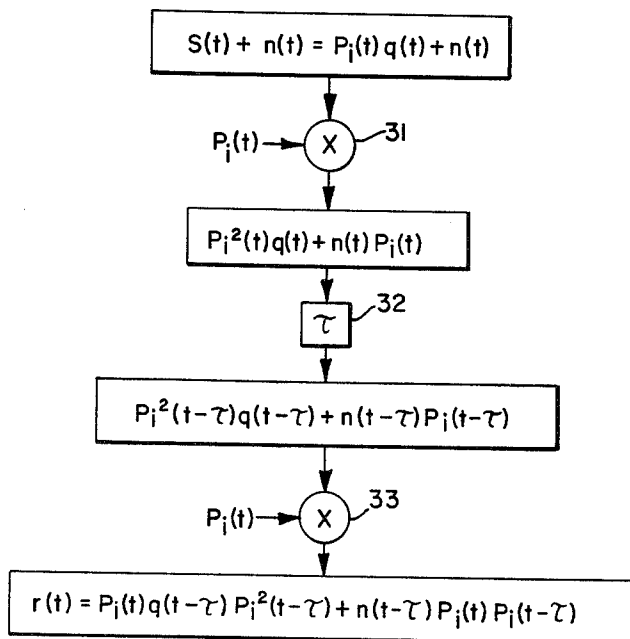 S(t) + n(t) = Pᵢ(t) q(t) + n(t)
Pᵢ(t)
X
31
Pᵢ²(t)q(t) + n(t) Pᵢ(t)
τ
32
Pᵢ²(t-τ)q(t-τ) + n(t-τ) Pᵢ(t-τ)
Pᵢ(t)
X
33
r(t) = Pᵢ(t) q(t-τ) Pᵢ²(t-τ) + n(t-τ) Pᵢ(t) Pᵢ(t-τ)